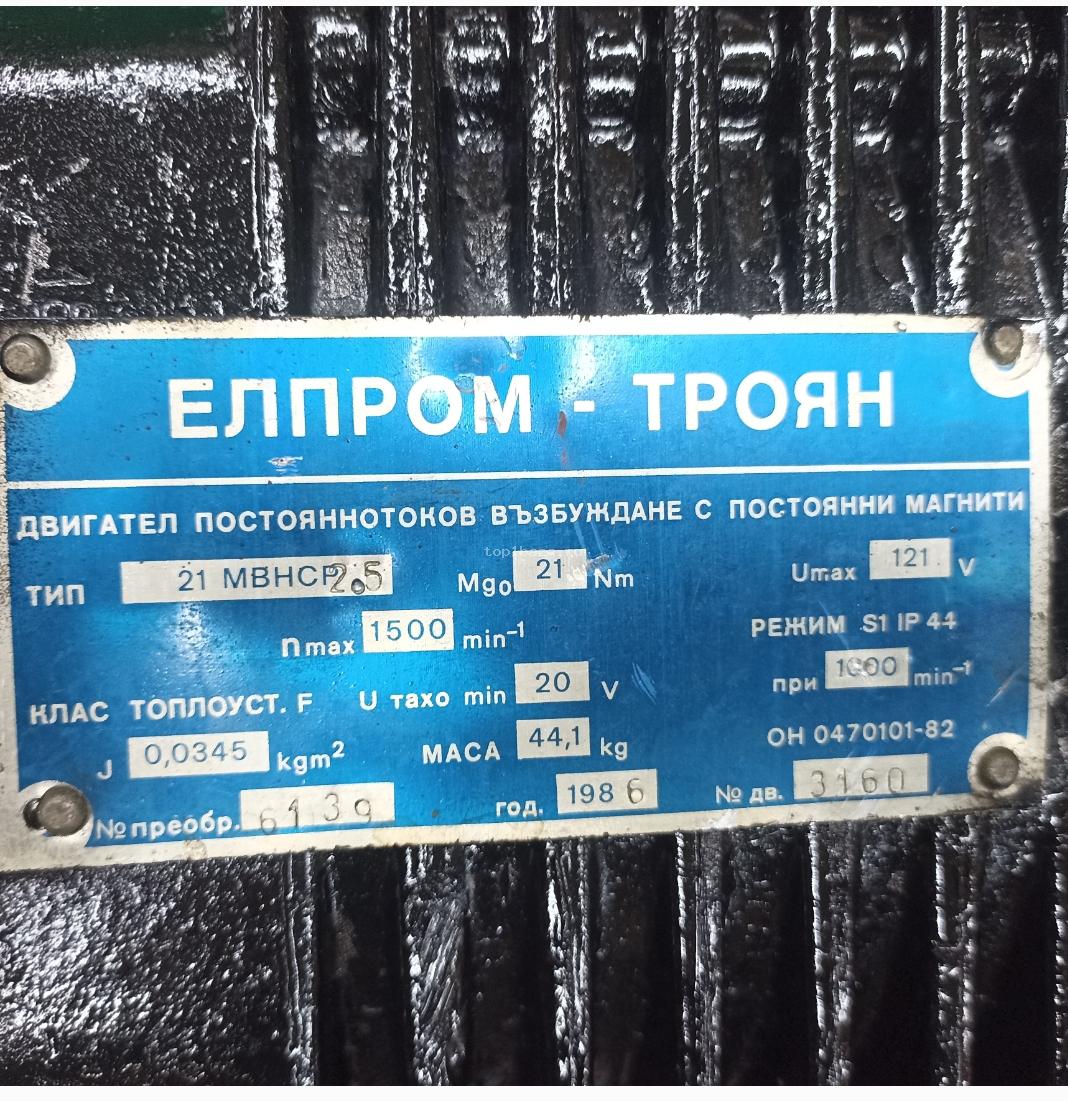 ЕЛПРОМ - ТРОЯН
ДВИГАТЕЛ ПОСТОЯННОТОКОВ ВЪЗБУЖДАНЕ С ПОСТОЯННИ МАГНИТИ
ТИП 21 МВНСР2.5 Mgo 21 Nm Umax 121 V
nmax 1500 min⁻¹ РЕЖИМ S1 IP 44
КЛАС ТОПЛОУСТ. F U тахо min 20 V при 1000 min⁻¹
J 0,0345 kgm² МАСА 44,1 kg ОН 0470101-82
№ преобр. 6139 год. 1986 № дв. 3160